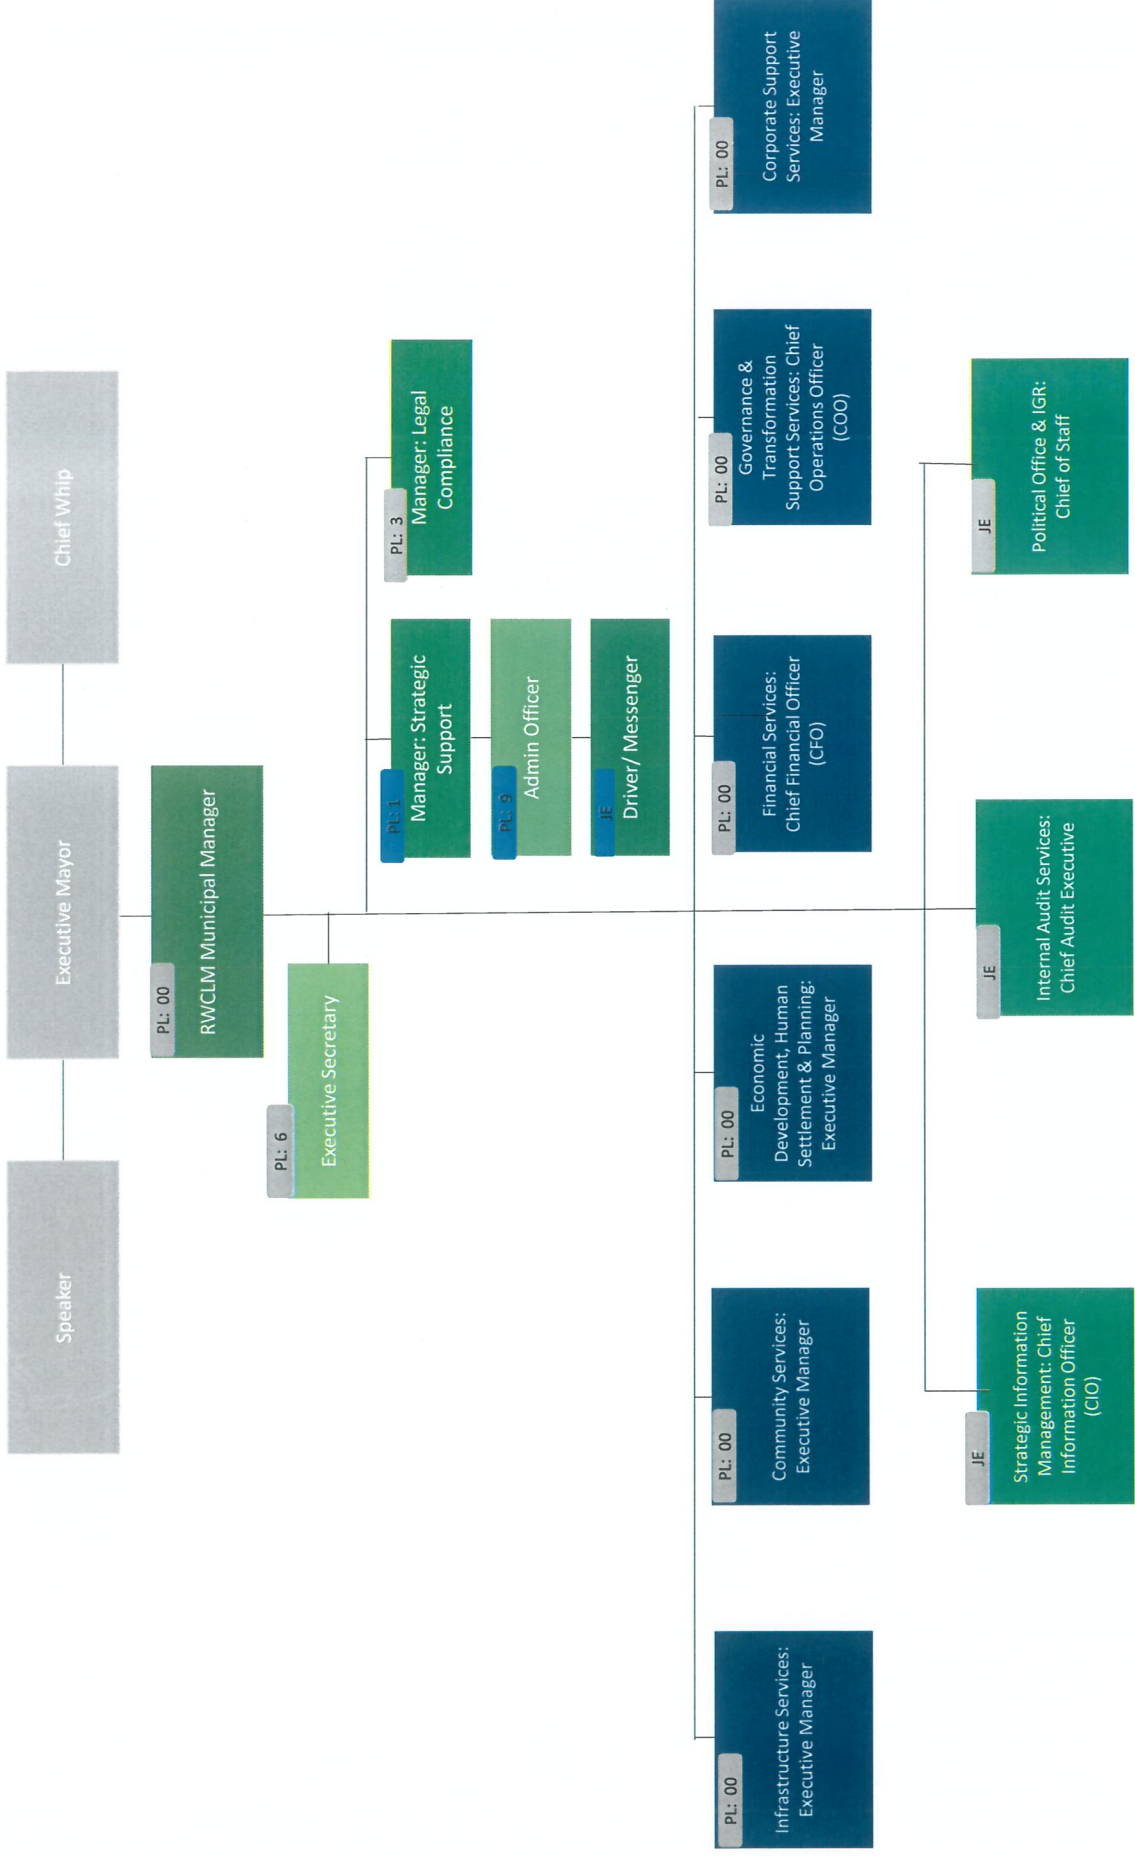 Speaker
Executive Mayor
Chief Whip
PL: 00
RWCLM Municipal Manager
PL: 6
Executive Secretary
PL: 1
Manager: Strategic
Support
PL: 3
Manager: Legal
Compliance
PL: 9
Admin Officer
JE
Driver/ Messenger
PL: 00
Infrastructure Services:
Executive Manager
PL: 00
Community Services:
Executive Manager
PL: 00
Economic
Development, Human
Settlement & Planning:
Executive Manager
PL: 00
Financial Services:
Chief Financial Officer
(CFO)
PL: 00
Governance &
Transformation
Support Services: Chief
Operations Officer
(COO)
PL: 00
Corporate Support
Services: Executive
Manager
JE
Strategic Information
Management: Chief
Information Officer
(CIO)
JE
Internal Audit Services:
Chief Audit Executive
JE
Political Office & IGR:
Chief of Staff